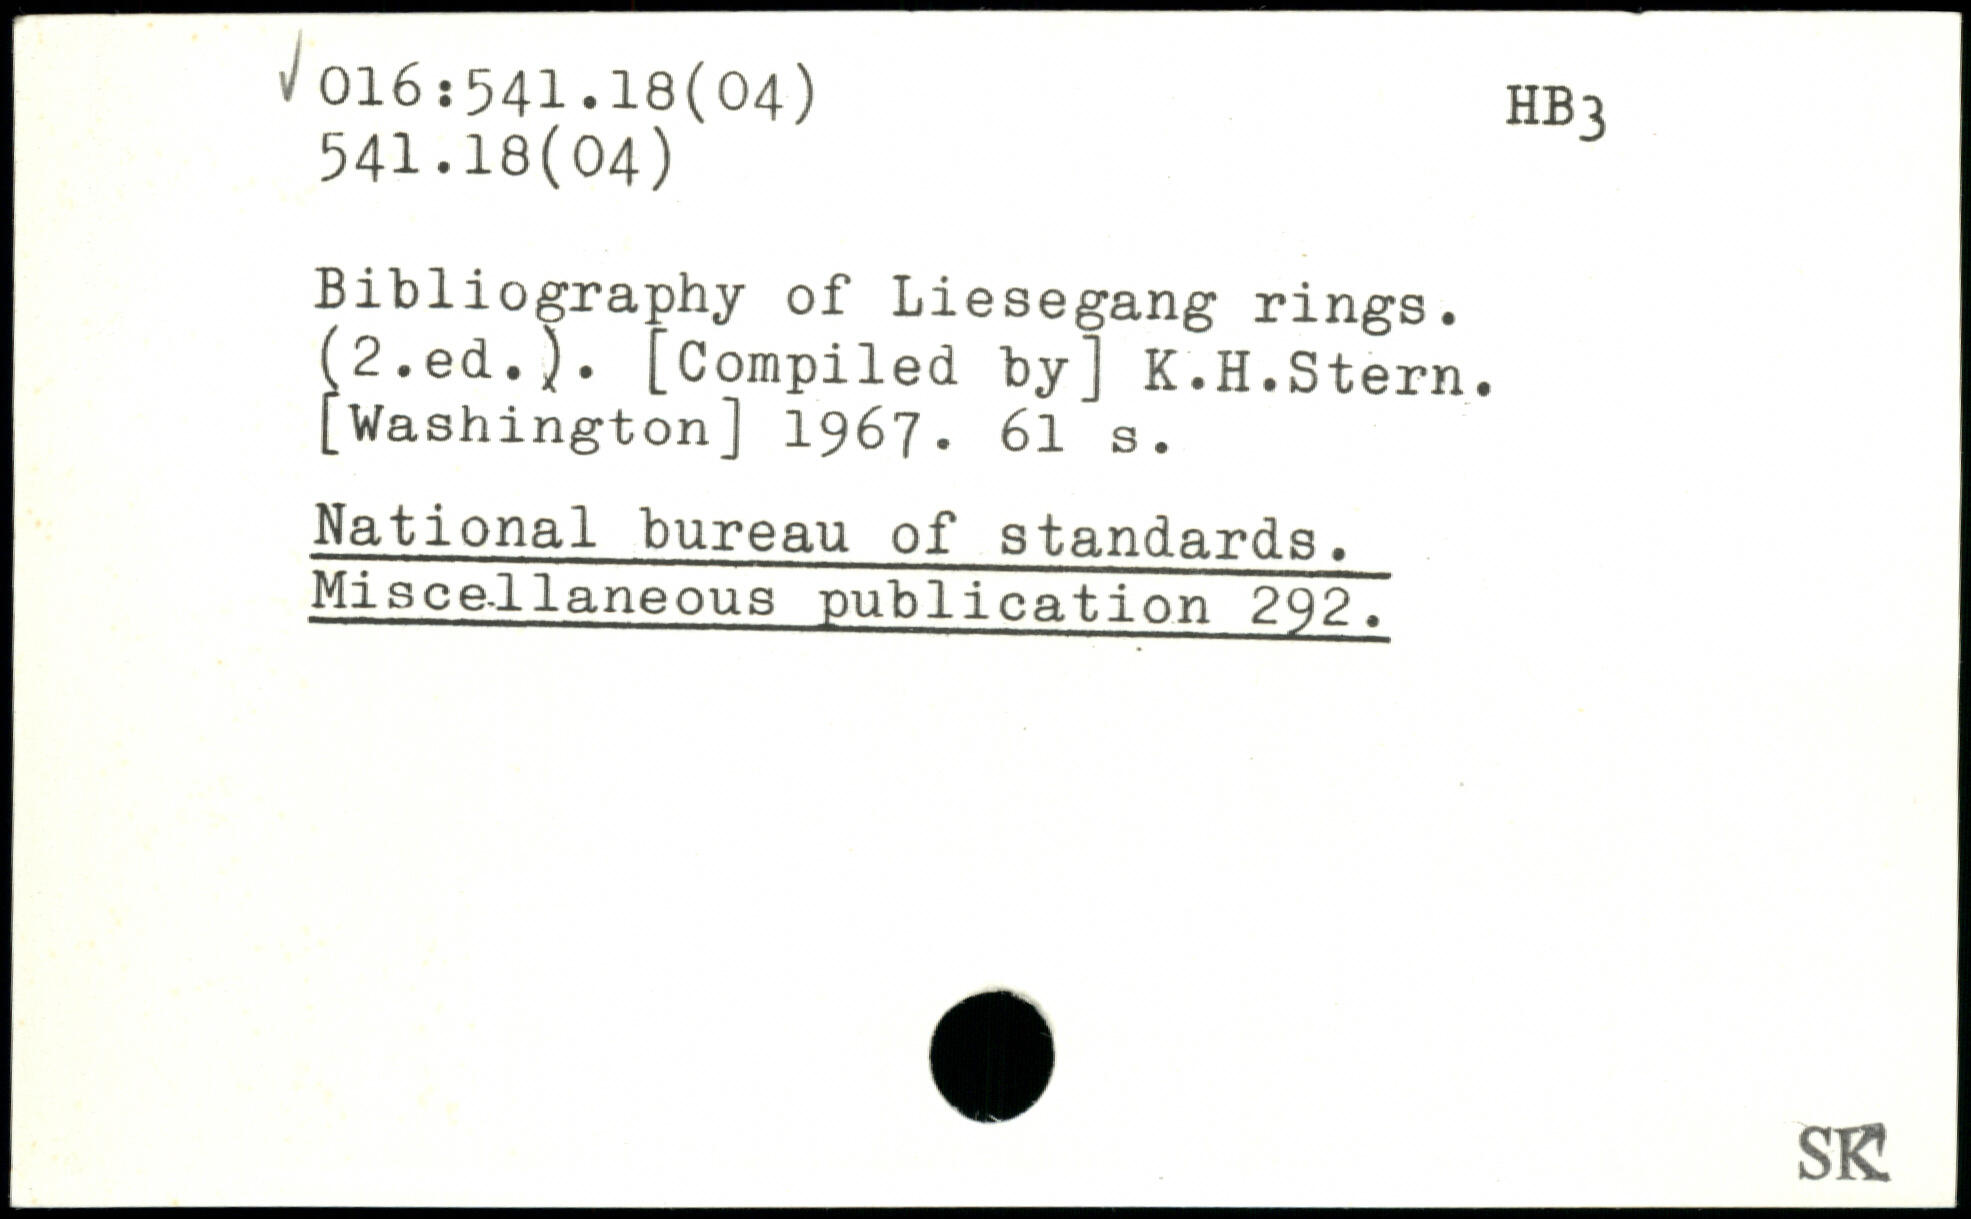 ✓ 016:541.18(04)
HB3
541.18(04)
Bibliography of Liesegang rings.
(2.ed.). [Compiled by] K.H.Stern.
[Washington] 1967. 61 s.
National bureau of standards.
Miscellaneous publication 292.
SK